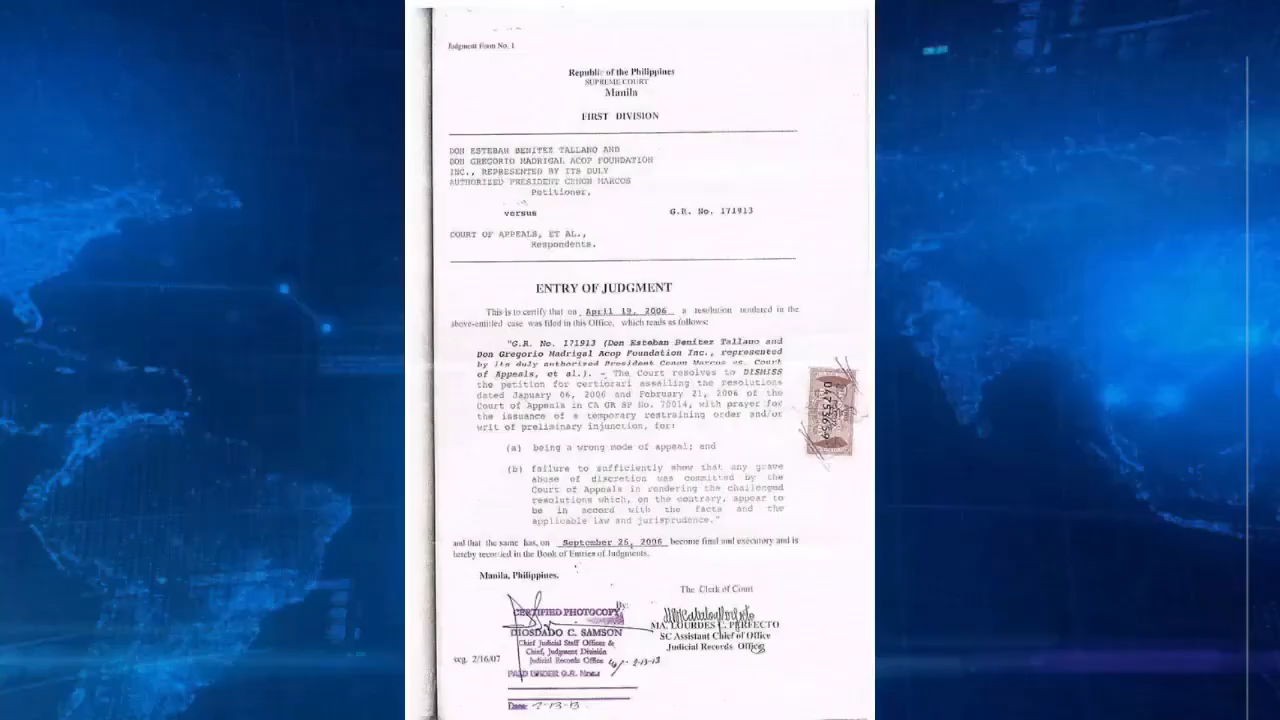 Judgment Form No. 1
Republic of the Philippines
SUPREME COURT
Manila
FIRST DIVISION
DON ESTEBAN BENITEZ TALLANO AND
DON GREGORIO MADRIGAL ACOP FOUNDATION
INC., REPRESENTED BY ITS DULY
AUTHORIZED PRESIDENT CENON MARCOS
Petitioner,
versus
G.R. No. 171913
COURT OF APPEALS, ET AL.,
Respondents.
ENTRY OF JUDGMENT
This is to certify that on April 19, 2006 a resolution rendered in the
above-entitled case was filed in this Office, which reads as follows:
"G.R. No. 171913 (Don Esteban Benitez Tallano and
Don Gregorio Madrigal Acop Foundation Inc., represented
by its duly authorized President Cenon Marcos vs. Court
of Appeals, et al.). – The Court resolves to DISMISS
the petition for certiorari assailing the resolutions
dated January 06, 2006 and February 21, 2006 of the
Court of Appeals in CA GR SP No. 70014, with prayer for
the issuance of a temporary restraining order and/or
writ of preliminary injunction, for:
(a) being a wrong mode of appeal; and
(b) failure to sufficiently show that any grave
abuse of discretion was committed by the
Court of Appeals in rendering the challenged
resolutions which, on the contrary, appear to
be in accord with the facts and the
applicable law and jurisprudence."
and that the same has, on September 26, 2006 become final and executory and is
hereby recorded in the Book of Entries of Judgments.
Manila, Philippines.
The Clerk of Court
By:
CERTIFIED PHOTOCOPY
MA. LOURDES C. PERFECTO
DIOSDADO C. SAMSON
SC Assistant Chief of Office
Chief Judicial Staff Officer &
Judicial Records Office
Chief, Judgment Division
Judicial Records Office
2-13-13
scg. 2/16/07
PAID UNDER O.R. Nos.
Date: 2-13-13